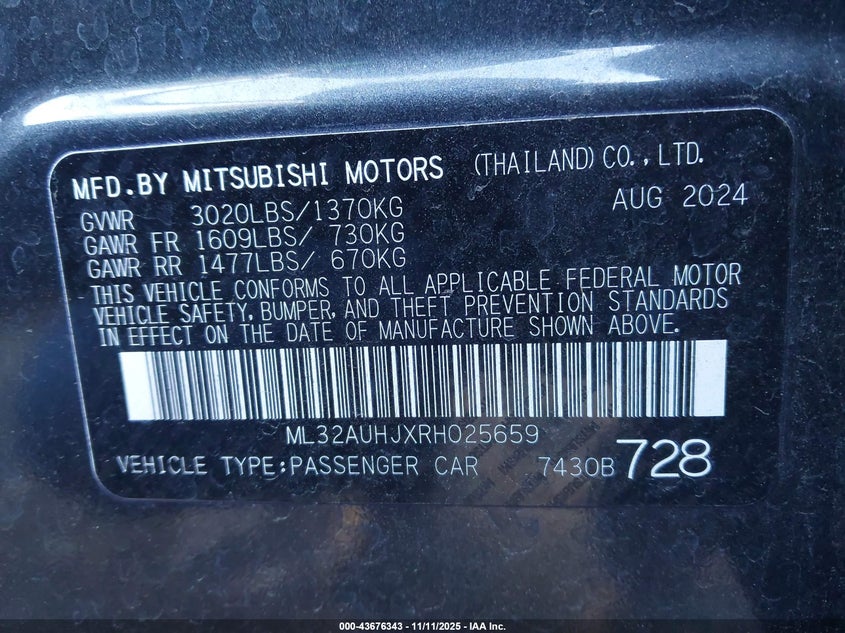 MFD.BY MITSUBISHI MOTORS (THAILAND) CO., LTD.
AUG 2024
GVWR 3020LBS/1370KG
GAWR FR 1609LBS/ 730KG
GAWR RR 1477LBS/ 670KG
THIS VEHICLE CONFORMS TO ALL APPLICABLE FEDERAL MOTOR
VEHICLE SAFETY, BUMPER, AND THEFT PREVENTION STANDARDS
IN EFFECT ON THE DATE OF MANUFACTURE SHOWN ABOVE.
ML32AUHJXRH025659
VEHICLE TYPE:PASSENGER CAR 7430B 728
000-43676343 - 11/11/2025 - IAA Inc.